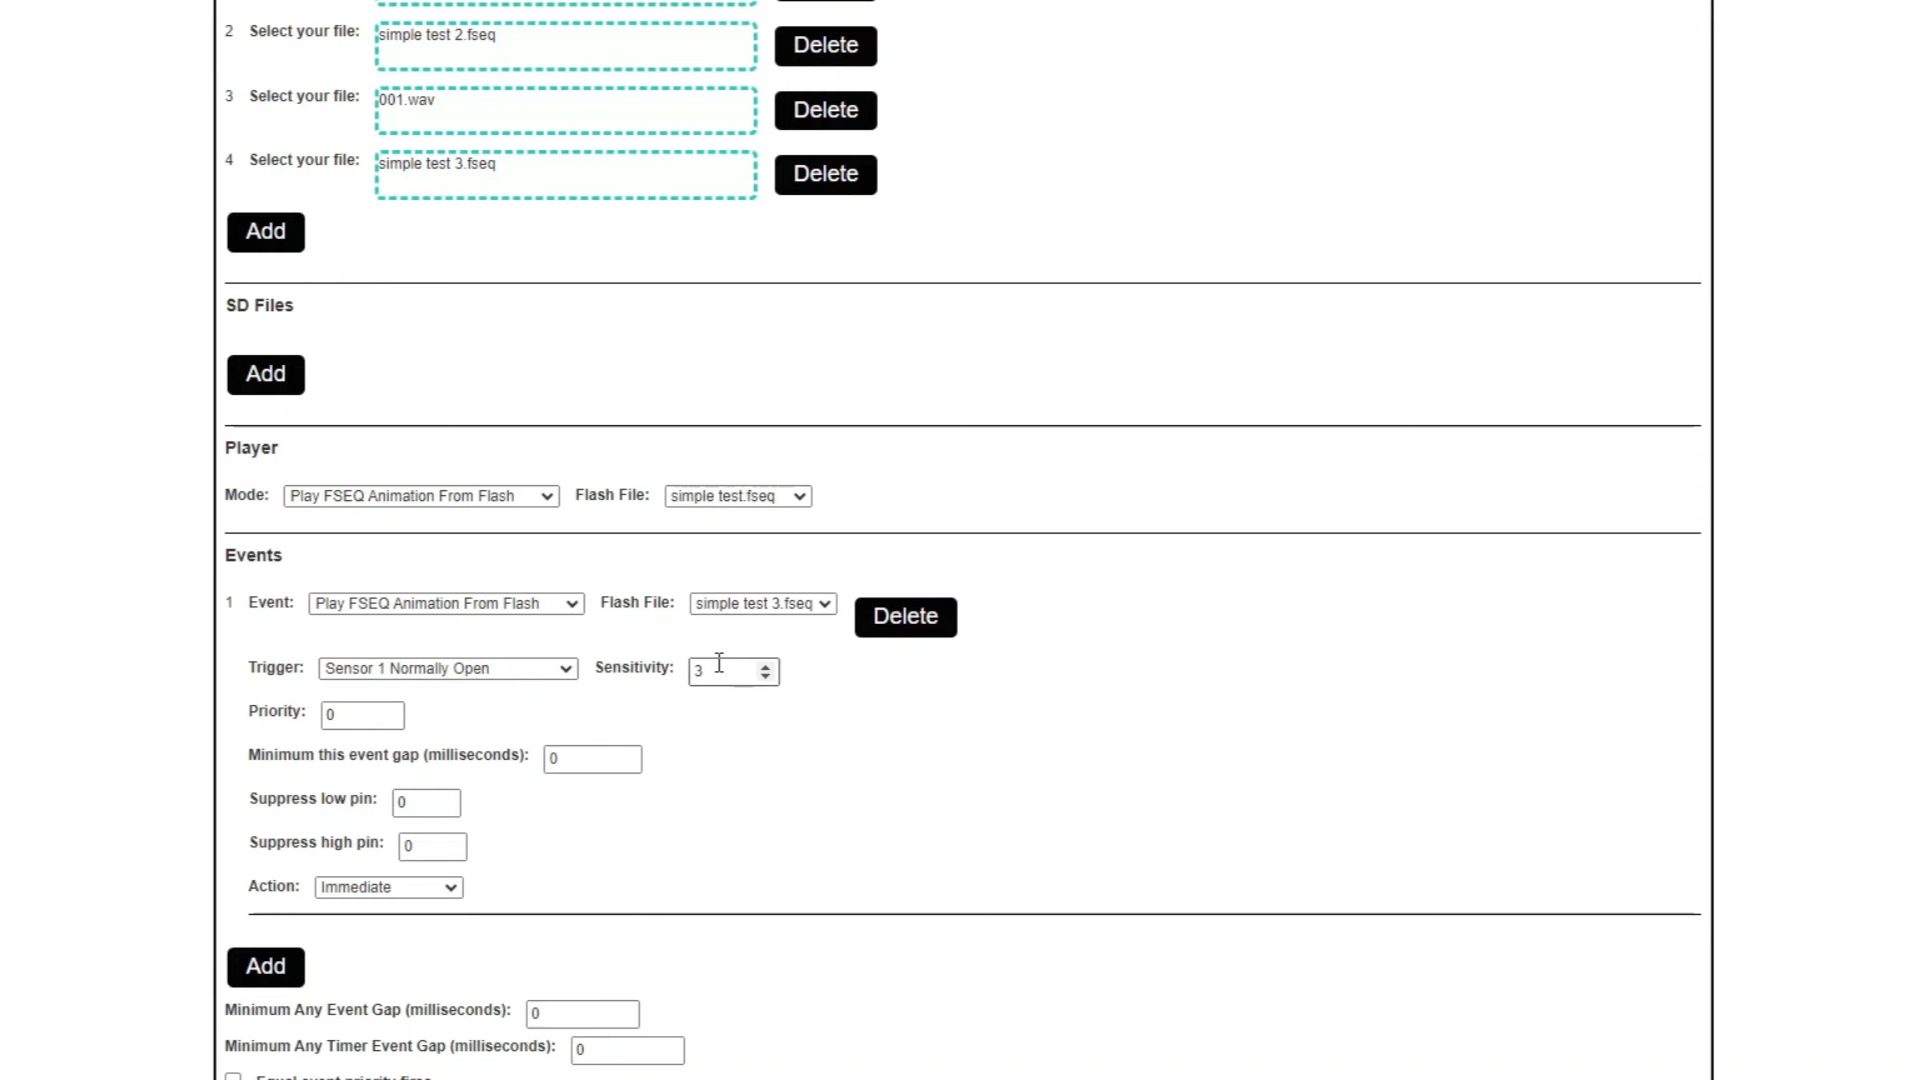 2 Select your file: simple test 2.fseq Delete
3 Select your file: 001.wav Delete
4 Select your file: simple test 3.fseq Delete
Add
SD Files
Add
Player
Mode: Play FSEQ Animation From Flash Flash File: simple test.fseq
Events
1 Event: Play FSEQ Animation From Flash Flash File: simple test 3.fseq Delete
Trigger: Sensor 1 Normally Open Sensitivity: 3
Priority: 0
Minimum this event gap (milliseconds): 0
Suppress low pin: 0
Suppress high pin: 0
Action: Immediate
Add
Minimum Any Event Gap (milliseconds): 0
Minimum Any Timer Event Gap (milliseconds): 0
Equal event priority fires